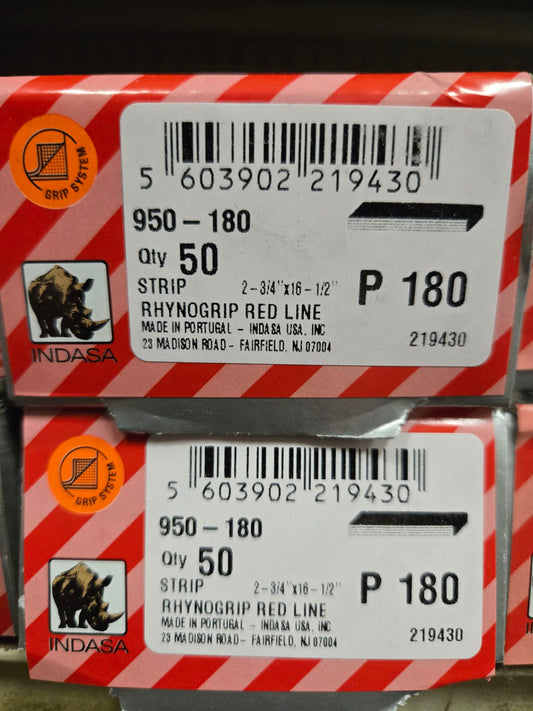 GRIP SYSTEM
5 603902 219430
950-180
Qty 50
STRIP 2-3/4"x16-1/2" P 180
RHYNOGRIP RED LINE
MADE IN PORTUGAL - INDASA USA, INC
23 MADISON ROAD - FAIRFIELD, NJ 07004
219430
INDASA
GRIP SYSTEM
5 603902 219430
950-180
Qty 50
STRIP 2-3/4"x16-1/2" P 180
RHYNOGRIP RED LINE
MADE IN PORTUGAL - INDASA USA, INC
23 MADISON ROAD - FAIRFIELD, NJ 07004
219430
INDASA